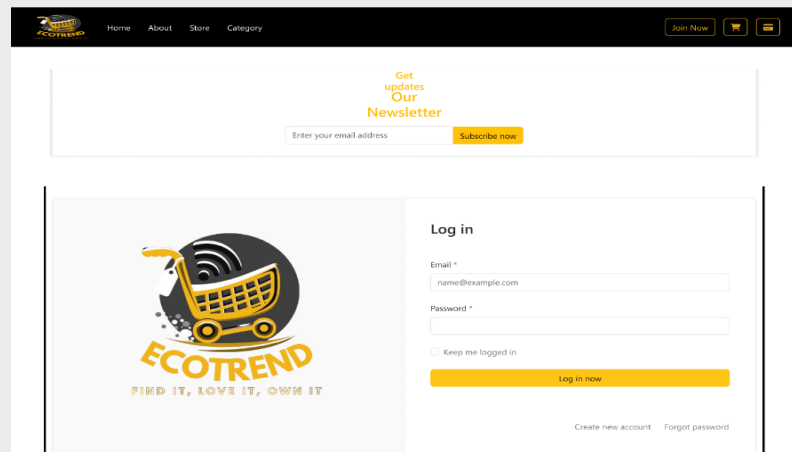 ECOTREND
Home About Store Category
Join Now
Get
updates
Our
Newsletter
Enter your email address
Subscribe now
ECOTREND
FIND IT, LOVE IT, OWN IT
Log in
Email *
name@example.com
Password *
Keep me logged in
Log in now
Create new account Forgot password